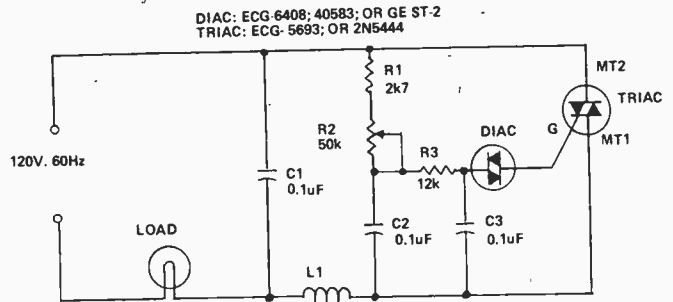 DIAC: ECG-6408; 40583; OR GE ST-2
TRIAC: ECG-5693; OR 2N5444
R1
2k7
MT2
TRIAC
R2
50k
DIAC
G
MT1
R3
12k
120V. 60Hz
C1
0.1uF
C2
0.1uF
C3
0.1uF
LOAD
L1